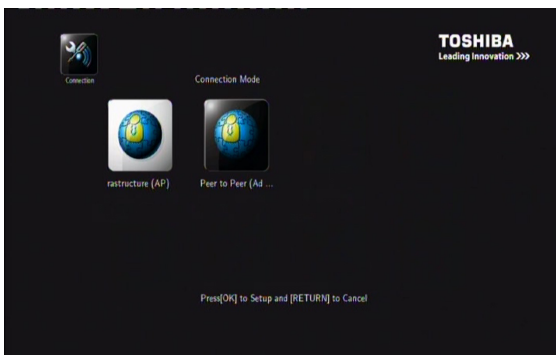 TOSHIBA
Leading Innovation >>>
Connection
Connection Mode
rastructure (AP)
Peer to Peer (Ad ...
Press[OK] to Setup and [RETURN] to Cancel